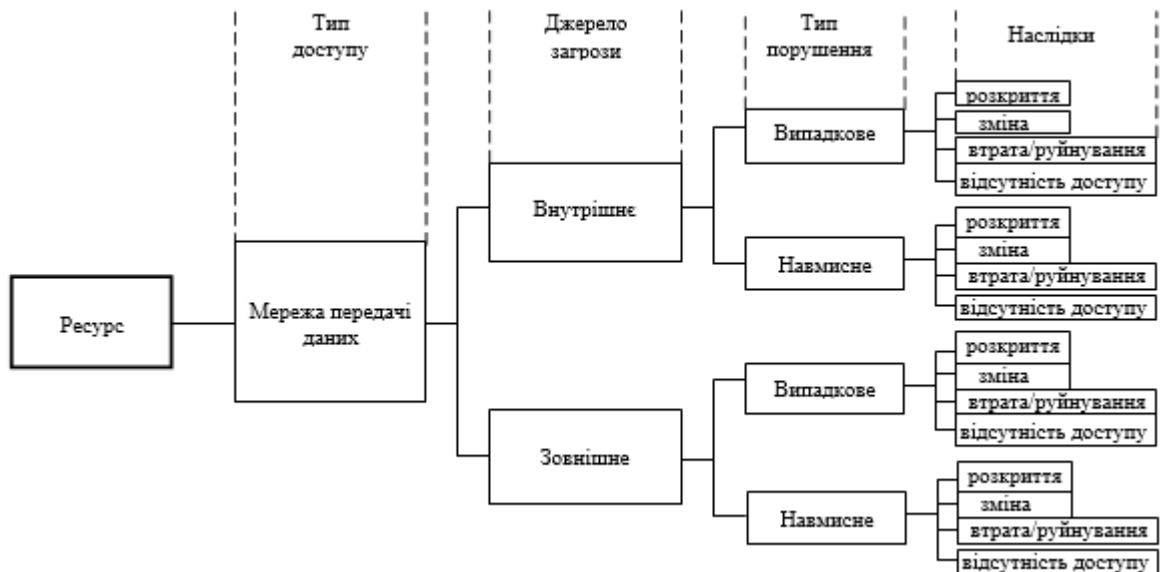 Тип
доступу
Джерело
загрози
Тип
порушення
Наслідки
Ресурс
Мережа передачі
даних
Внутрішнє
Випадкове
розкриття
зміна
втрата/руйнування
відсутність доступу
Навмисне
розкриття
зміна
втрата/руйнування
відсутність доступу
Зовнішне
Випадкове
розкриття
зміна
втрата/руйнування
відсутність доступу
Навмисне
розкриття
зміна
втрата/руйнування
відсутність доступу